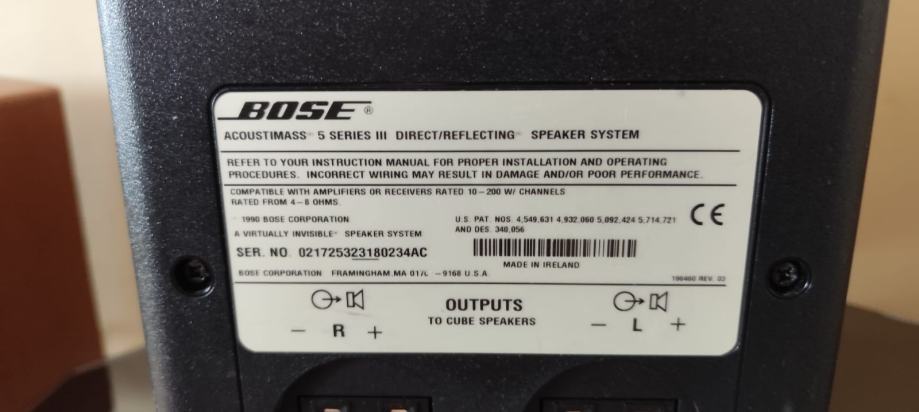 BOSE ®
ACOUSTIMASS 5 SERIES III DIRECT/REFLECTING SPEAKER SYSTEM
REFER TO YOUR INSTRUCTION MANUAL FOR PROPER INSTALLATION AND OPERATING
PROCEDURES. INCORRECT WIRING MAY RESULT IN DAMAGE AND/OR POOR PERFORMANCE.
COMPATIBLE WITH AMPLIFIERS OR RECEIVERS RATED 10-200 W/ CHANNELS
RATED FROM 4-8 OHMS.
1990 BOSE CORPORATION
A VIRTUALLY INVISIBLE® SPEAKER SYSTEM
U.S. PAT. NOS. 4,549,631 4,932,060 5,092,424 5,714,721
AND DES. 340,056
CE
SER. NO. 021725323180234AC
MADE IN IRELAND
BOSE CORPORATION FRAMINGHAM,MA -9168 U.S.A.
198460 REV. 03
OUTPUTS
TO CUBE SPEAKERS
- R +
- L +